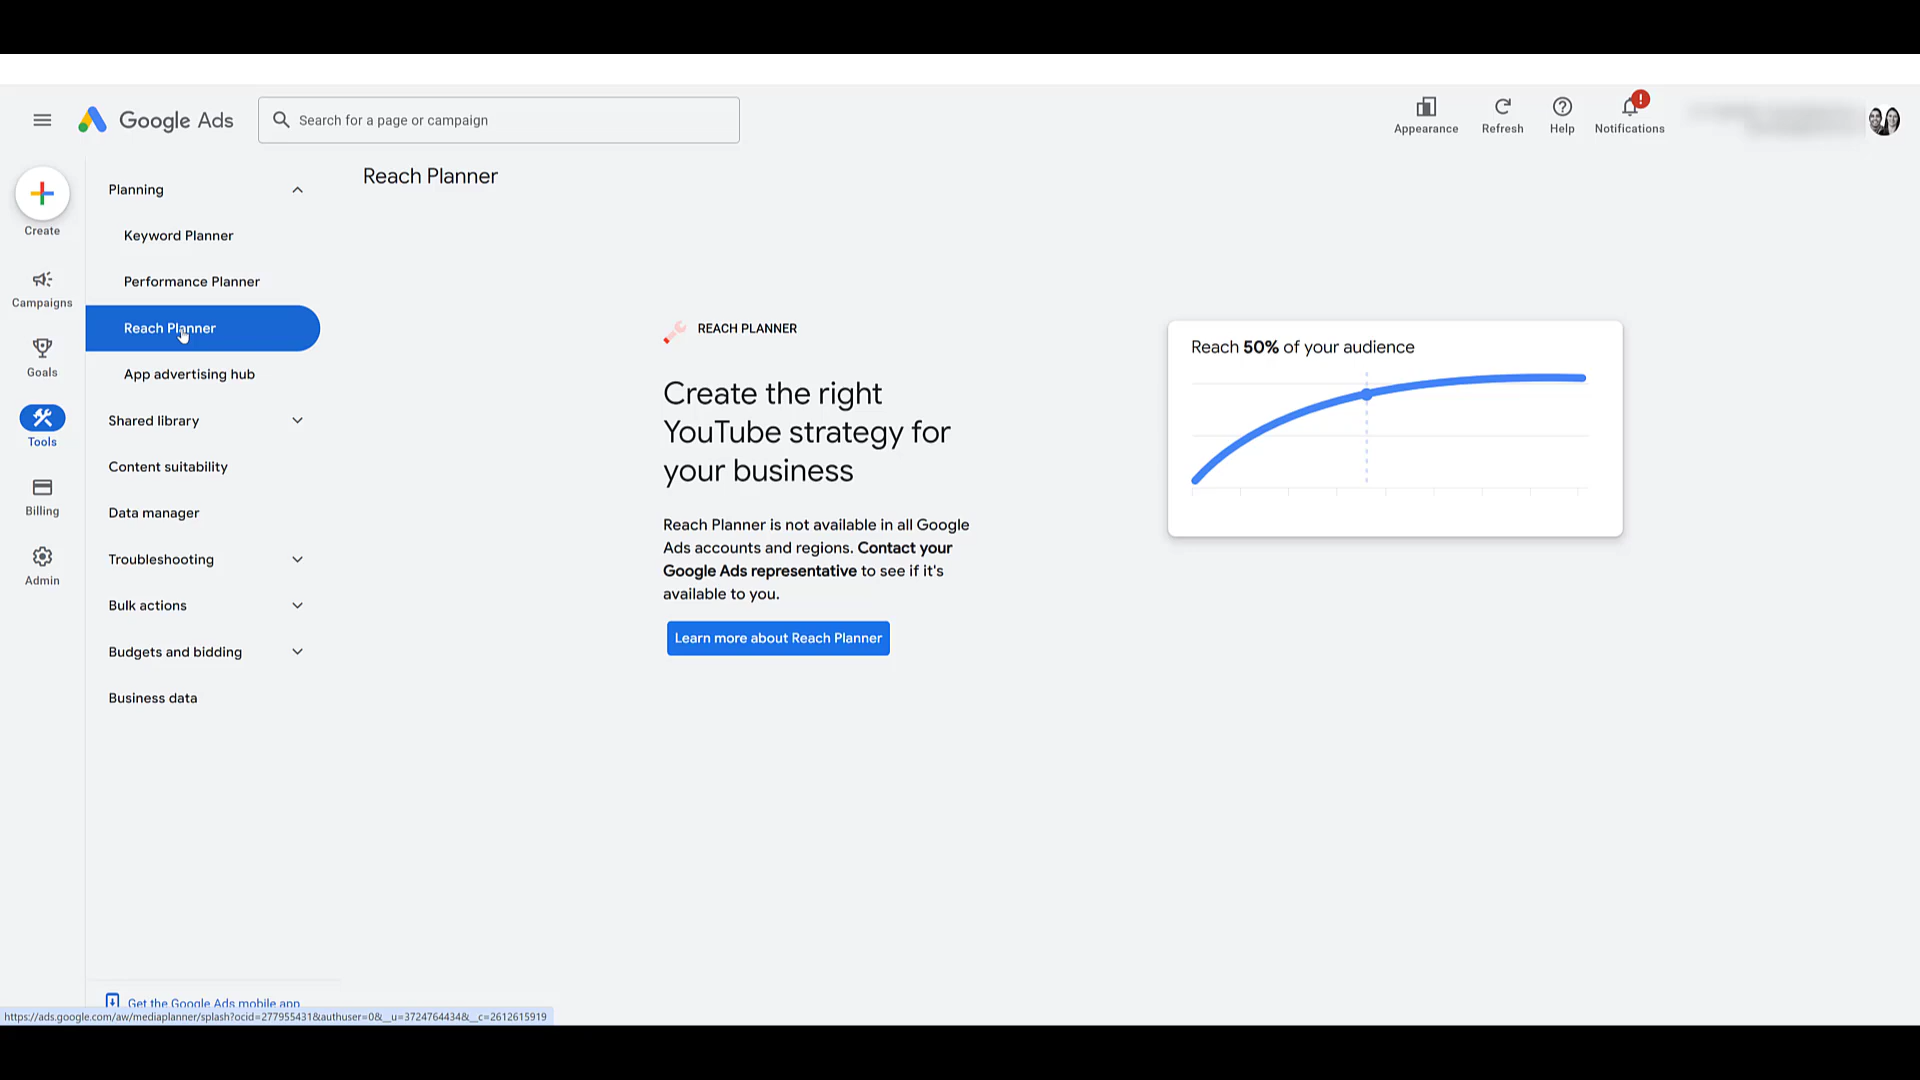 Google Ads
Search for a page or campaign
Appearance
Refresh
Help
!
Notifications
Create
Campaigns
Goals
Tools
Billing
Admin
Planning
Keyword Planner
Performance Planner
Reach Planner
App advertising hub
Shared library
Content suitability
Data manager
Troubleshooting
Bulk actions
Budgets and bidding
Business data
Get the Google Ads mobile app
Reach Planner
REACH PLANNER
Create the right
YouTube strategy for
your business
Reach Planner is not available in all Google
Ads accounts and regions. Contact your
Google Ads representative to see if it's
available to you.
Learn more about Reach Planner
Reach 50% of your audience
https://ads.google.com/aw/mediaplanner/splash?ocid=277955431&authuser=0&__u=3724764434&__c=2612615919